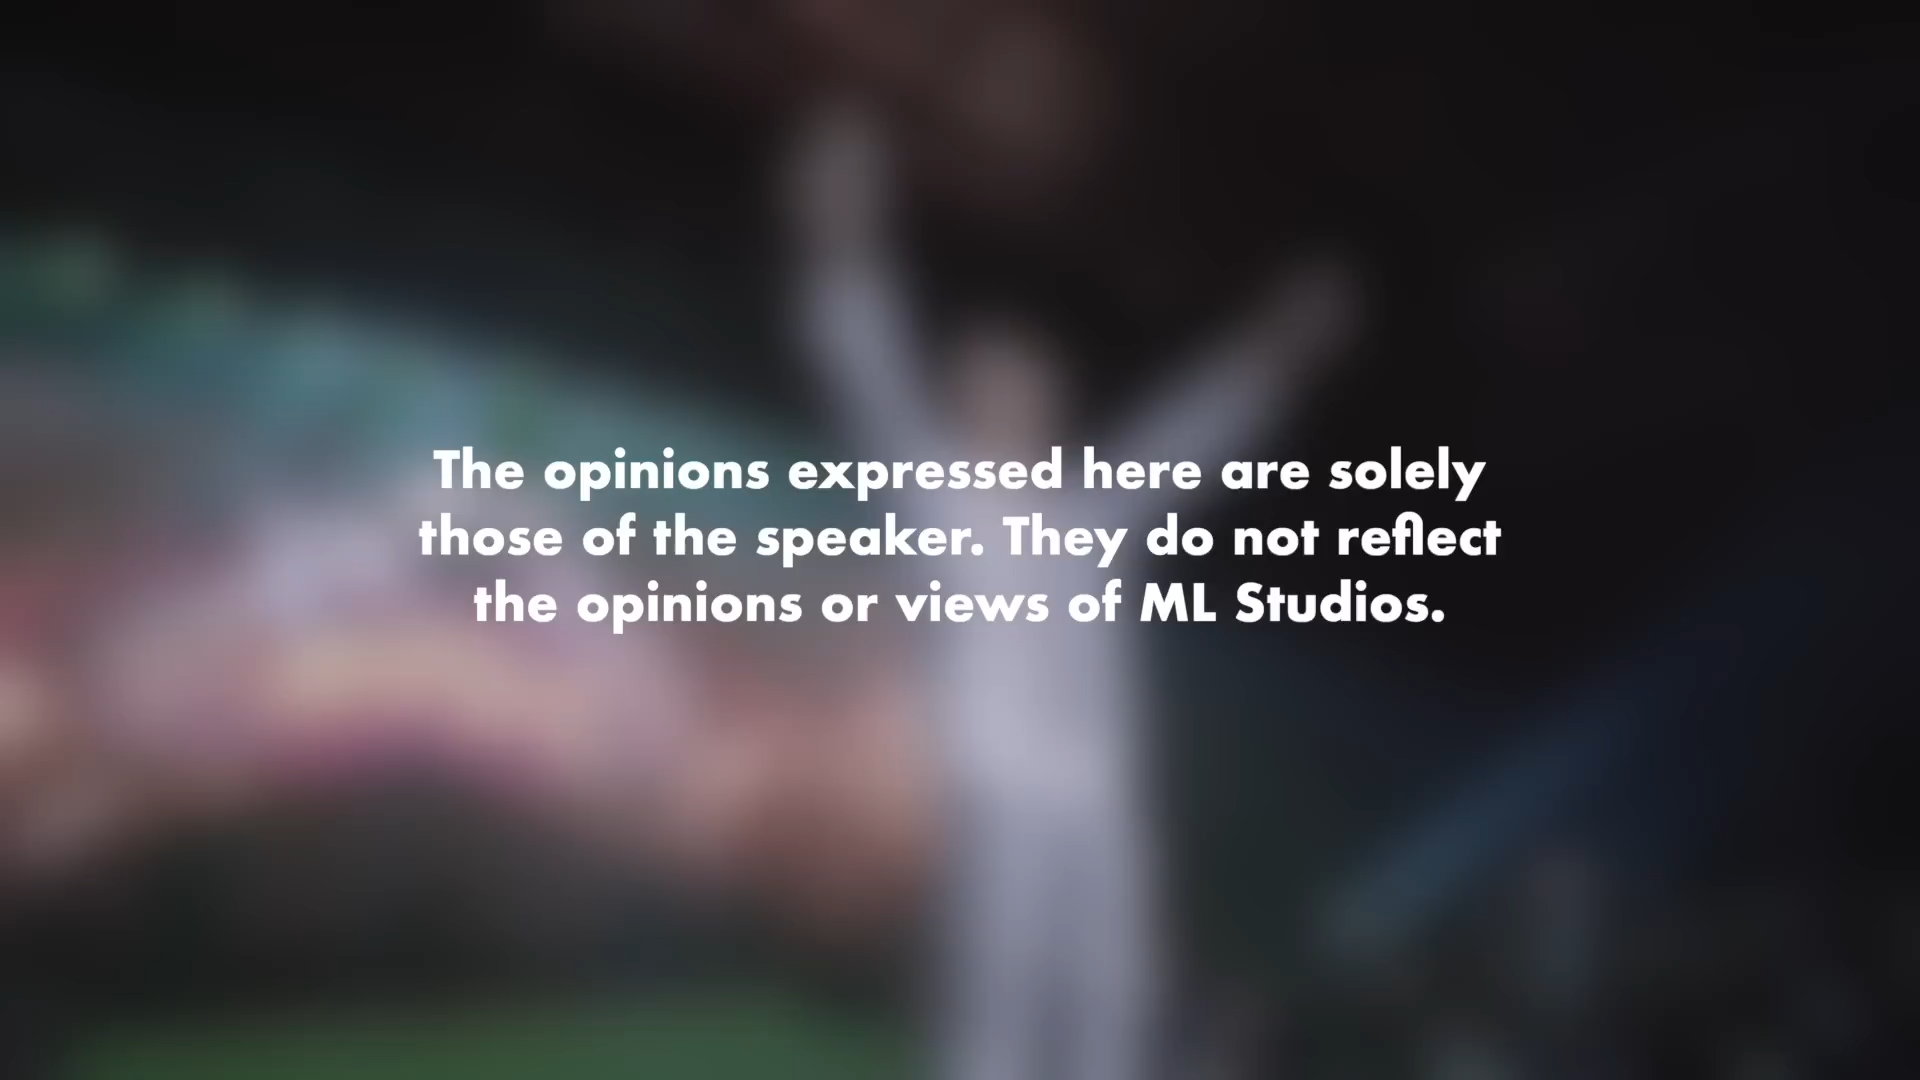 The opinions expressed here are solely
those of the speaker. They do not reflect
the opinions or views of ML Studios.